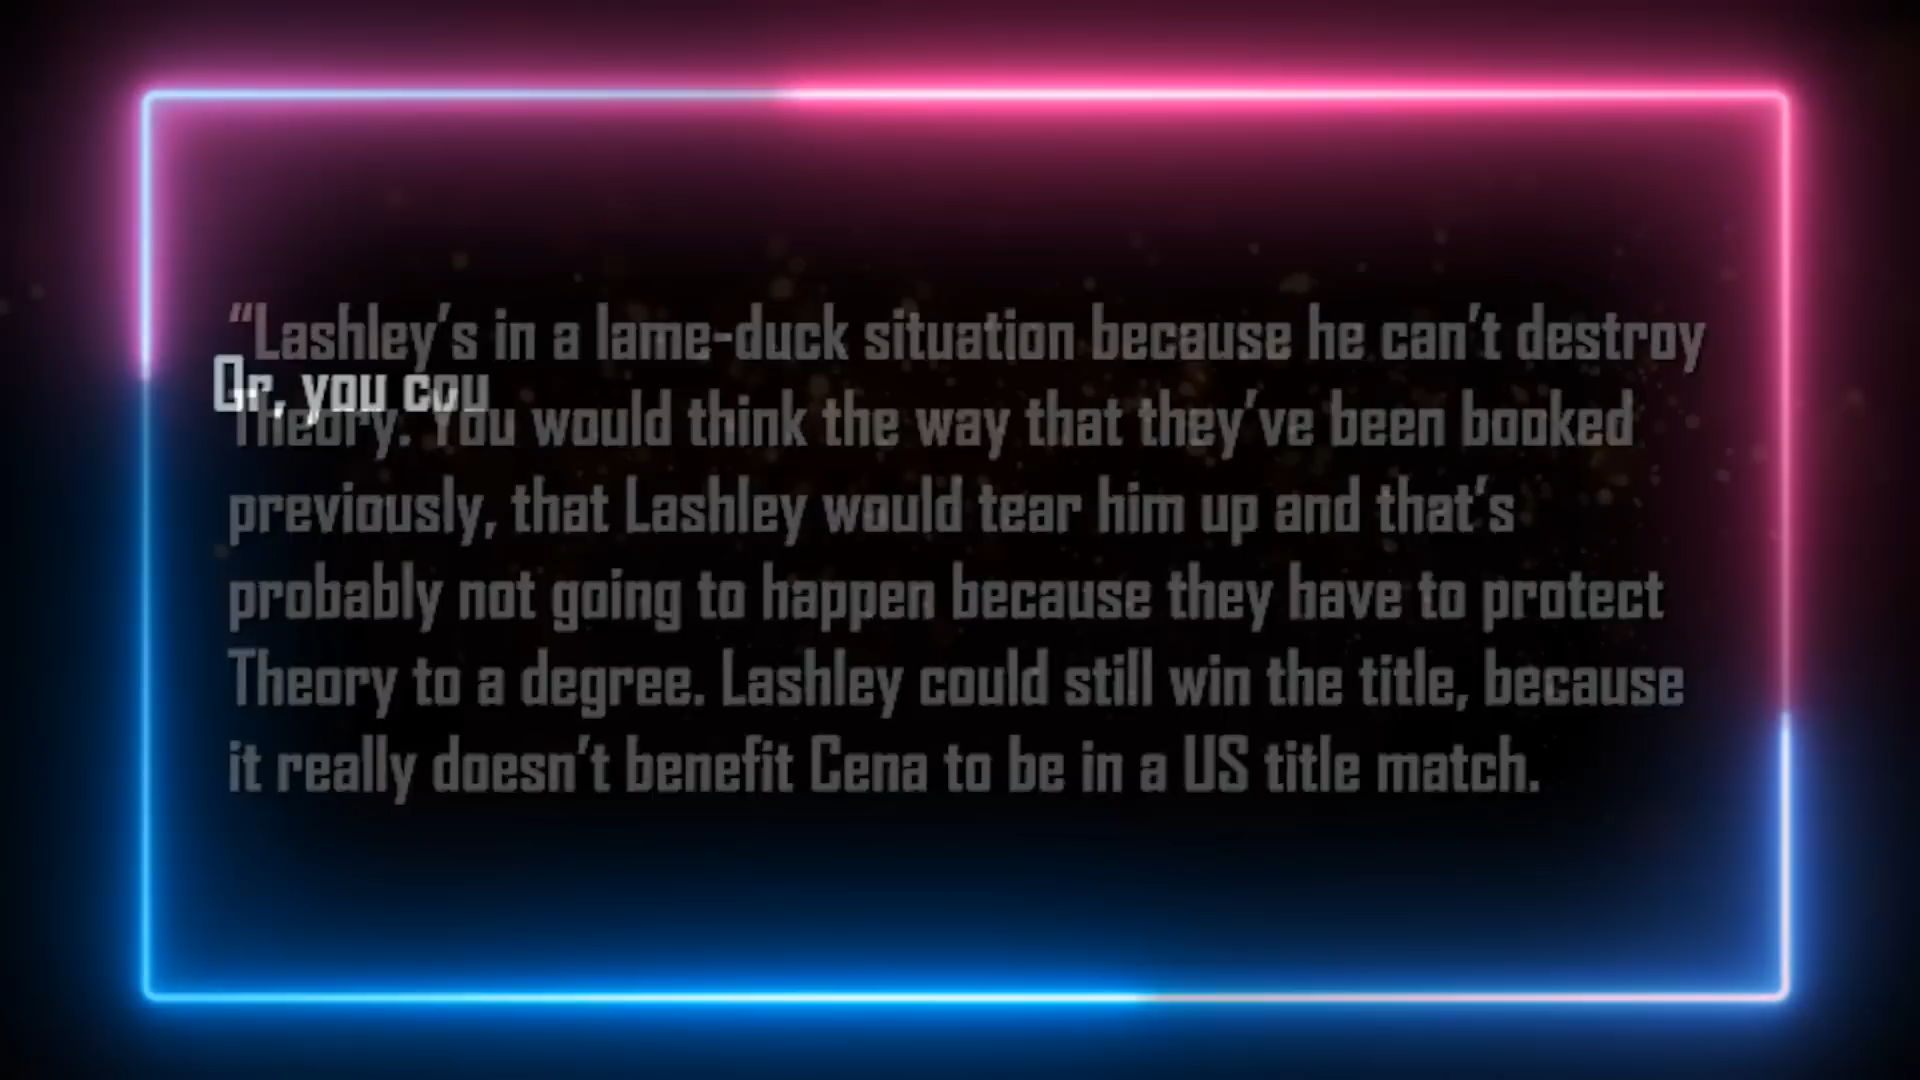 “Lashley’s in a lame-duck situation because he can’t destroy
Or, you cou
Theory. You would think the way that they’ve been booked
previously, that Lashley would tear him up and that’s
probably not going to happen because they have to protect
Theory to a degree. Lashley could still win the title, because
it really doesn’t benefit Cena to be in a US title match.